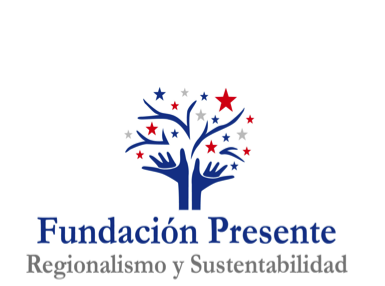 Fundación Presente
Regionalismo y Sustentabilidad